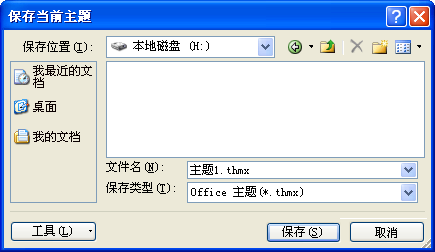 保存当前主题
保存位置(I): 本地磁盘 (H:)
我最近的文档
桌面
我的文档
文件名(N): 主题1.thmx
保存类型(T): Office 主题(*.thmx)
工具(L) 保存(S) 取消